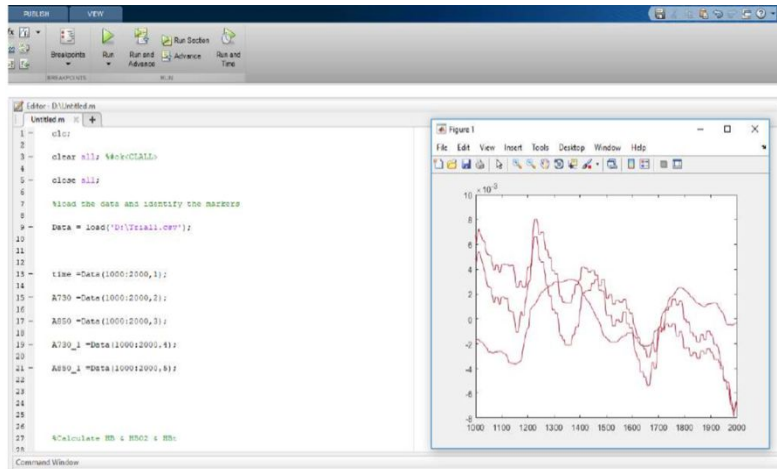 PUBLISH VIEW
Breakpoints Run Run and Advance Run Section Advance Run and Time
BREAKPOINTS RUN
Editor - D:\Untitled.m
Untitled.m × +
1 - clc;
2
3 - clear all; %#ok<CLALL>
4
5 - close all;
6
7 %load the data and identify the markers
8
9 - Data = load('D:\Trial1.csv');
10
11
12
13 - time =Data(1000:2000,1);
14
15 - A730 =Data(1000:2000,2);
16
17 - A850 =Data(1000:2000,3);
18
19 - A730_1 =Data(1000:2000,4);
20
21 - A850_1 =Data(1000:2000,5);
22
23
24
25
26
27 %Calculate HB & HBO2 & HBt
28
Command Window
Figure 1
File Edit View Insert Tools Desktop Window Help
10
8
6
4
2
0
-2
-4
-6
-8
1000 1100 1200 1300 1400 1500 1600 1700 1800 1900 2000